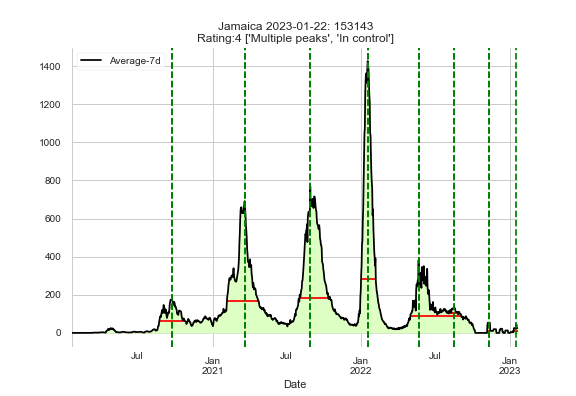 Jamaica 2023-01-22: 153143
Rating:4 ['Multiple peaks', 'In control']
Average-7d
1400
1200
1000
800
600
400
200
0
Jul Jan Jul Jan Jul Jan
2021 2022 2023
Date